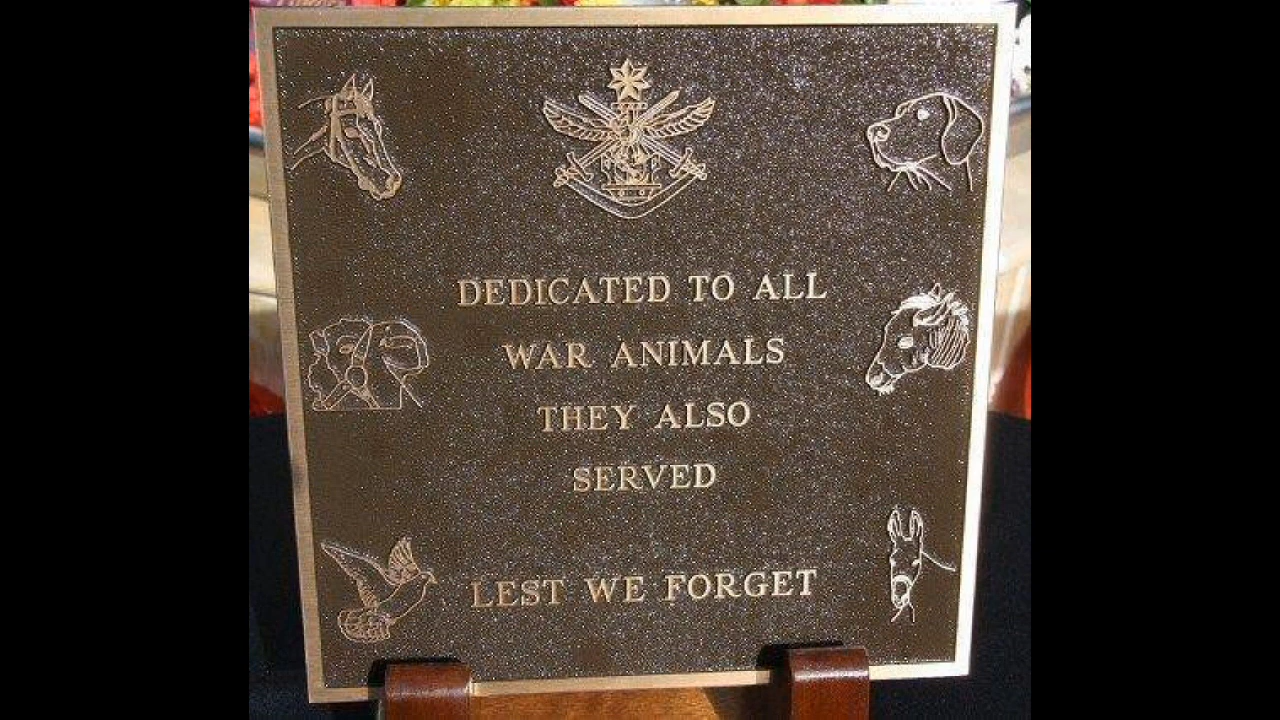 DEDICATED TO ALL
WAR ANIMALS
THEY ALSO
SERVED
LEST WE FORGET